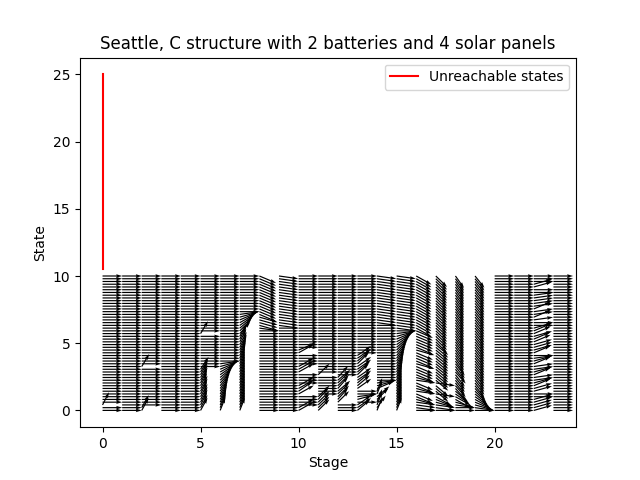 Seattle, C structure with 2 batteries and 4 solar panels
Unreachable states
25
20
15
10
5
0
State
0 5 10 15 20
Stage